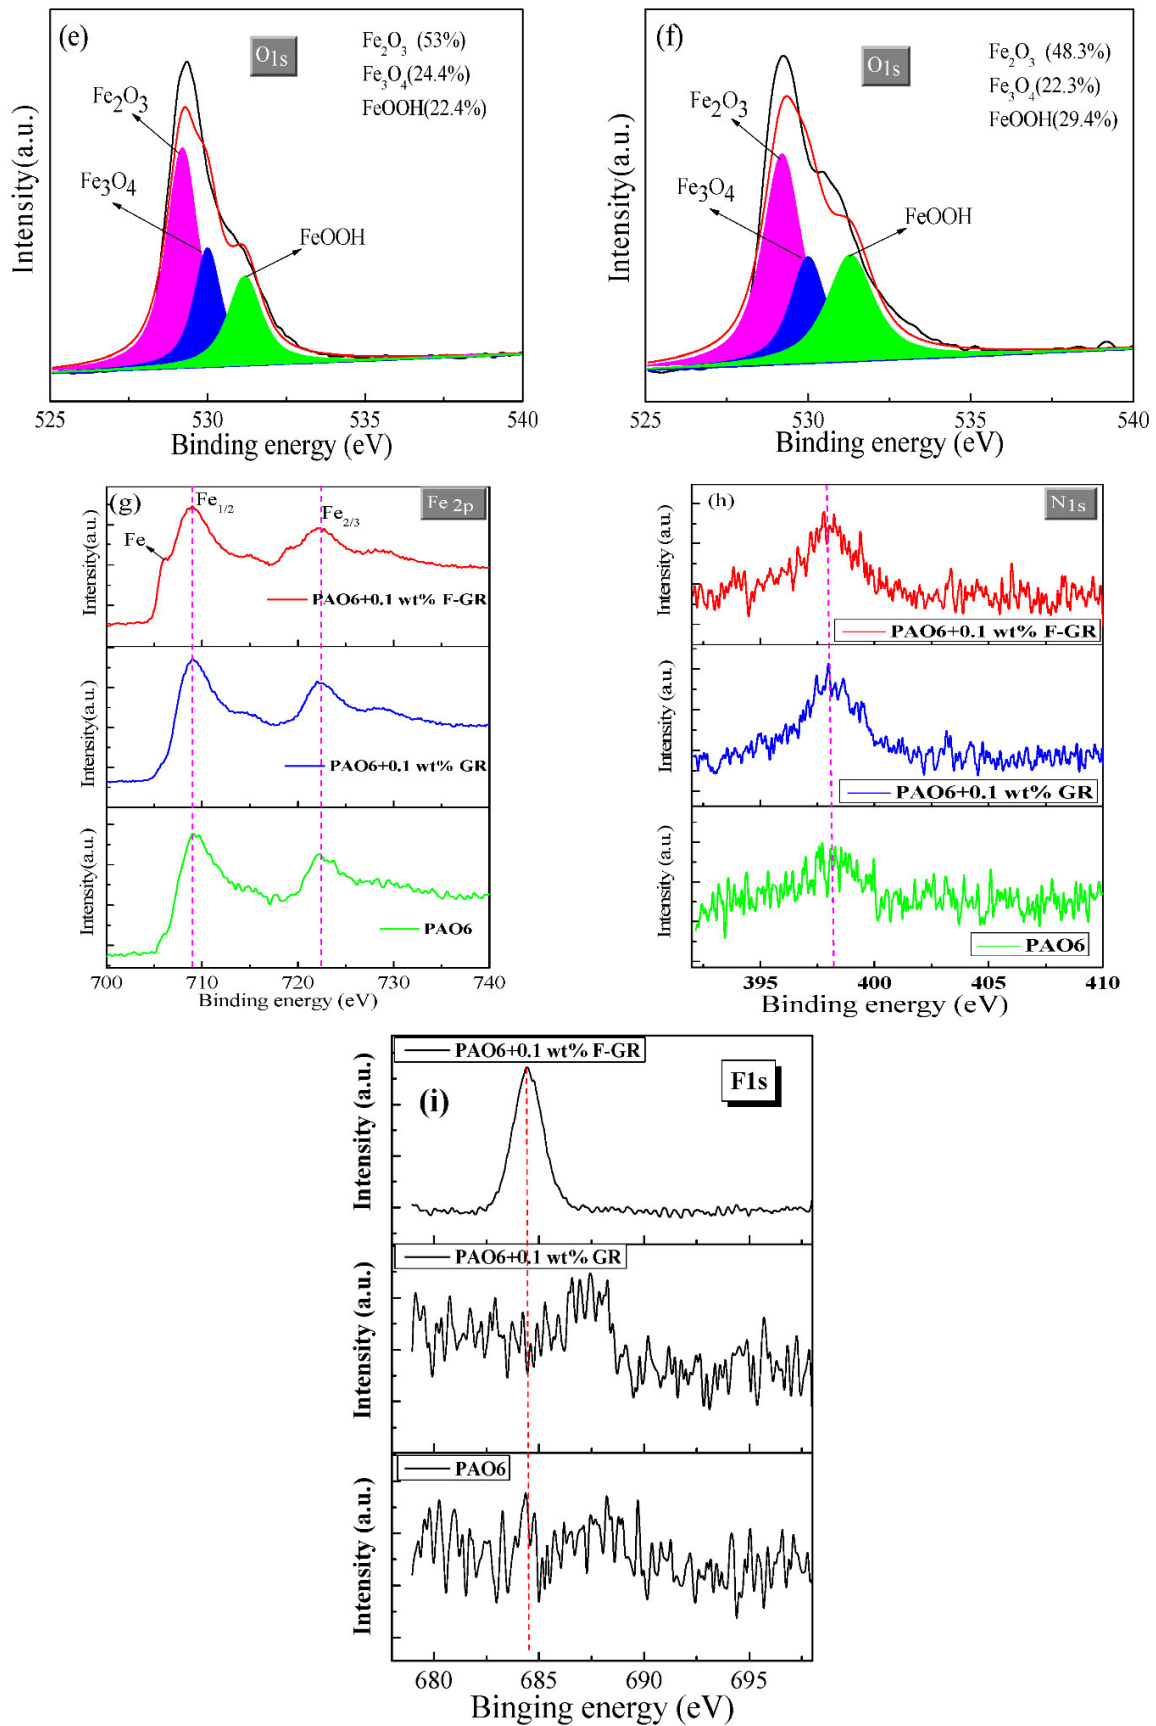 (e)
O1s
Fe2O3 (53%)
Fe3O4(24.4%)
FeOOH(22.4%)
Fe2O3
Fe3O4
FeOOH
Intensity(a.u.)
525 530 535 540
Binding energy (eV)
(f)
O1s
Fe2O3 (48.3%)
Fe3O4(22.3%)
FeOOH(29.4%)
Fe2O3
Fe3O4
FeOOH
Intensity(a.u.)
525 530 535 540
Binding energy (eV)
(g)
Fe1/2
Fe 2p
Fe2/3
Fe
Intensity(a.u.)
PAO6+0.1 wt% F-GR
Intensity(a.u.)
PAO6+0.1 wt% GR
Intensity(a.u.)
PAO6
700 710 720 730 740
Binding energy (eV)
(h)
N1s
Intensity (a.u.)
PAO6+0.1 wt% F-GR
Intensity (a.u.)
PAO6+0.1 wt% GR
Intensity (a.u.)
PAO6
395 400 405 410
Binding energy (eV)
PAO6+0.1 wt% F-GR
(i)
F1s
Intensity (a.u.)
PAO6+0.1 wt% GR
Intensity (a.u.)
PAO6
Intensity (a.u.)
680 685 690 695
Binging energy (eV)